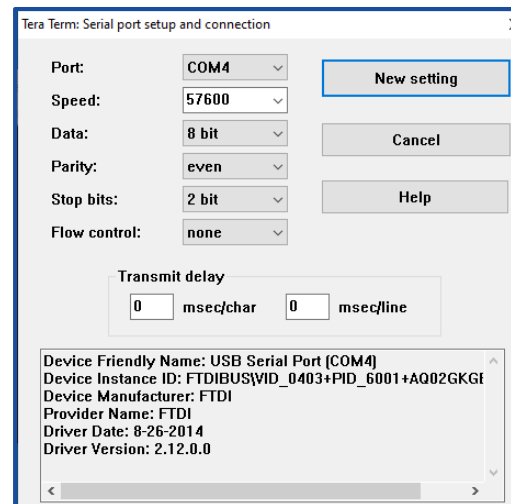 Tera Term: Serial port setup and connection
Port: COM4
New setting
Speed: 57600
Data: 8 bit
Cancel
Parity: even
Stop bits: 2 bit
Help
Flow control: none
Transmit delay
0 msec/char 0 msec/line
Device Friendly Name: USB Serial Port (COM4)
Device Instance ID: FTDIBUS\VID_0403+PID_6001+AQ02GKGE
Device Manufacturer: FTDI
Provider Name: FTDI
Driver Date: 8-26-2014
Driver Version: 2.12.0.0